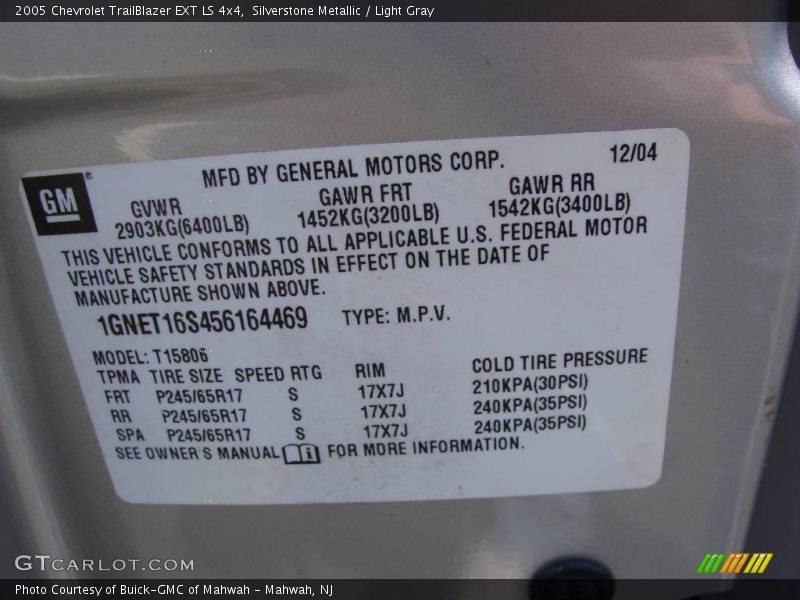 2005 Chevrolet TrailBlazer EXT LS 4x4, Silverstone Metallic / Light Gray
GM®
MFD BY GENERAL MOTORS CORP. 12/04
GVWR GAWR FRT GAWR RR
2903KG(6400LB) 1452KG(3200LB) 1542KG(3400LB)
THIS VEHICLE CONFORMS TO ALL APPLICABLE U.S. FEDERAL MOTOR
VEHICLE SAFETY STANDARDS IN EFFECT ON THE DATE OF
MANUFACTURE SHOWN ABOVE.
1GNET16S456164469 TYPE: M.P.V.
MODEL: T15806
TPMA TIRE SIZE SPEED RTG RIM COLD TIRE PRESSURE
FRT P245/65R17 S 17X7J 210KPA(30PSI)
RR P245/65R17 S 17X7J 240KPA(35PSI)
SPA P245/65R17 S 17X7J 240KPA(35PSI)
SEE OWNER'S MANUAL FOR MORE INFORMATION.
GTCARLOT.COM
Photo Courtesy of Buick-GMC of Mahwah - Mahwah, NJ